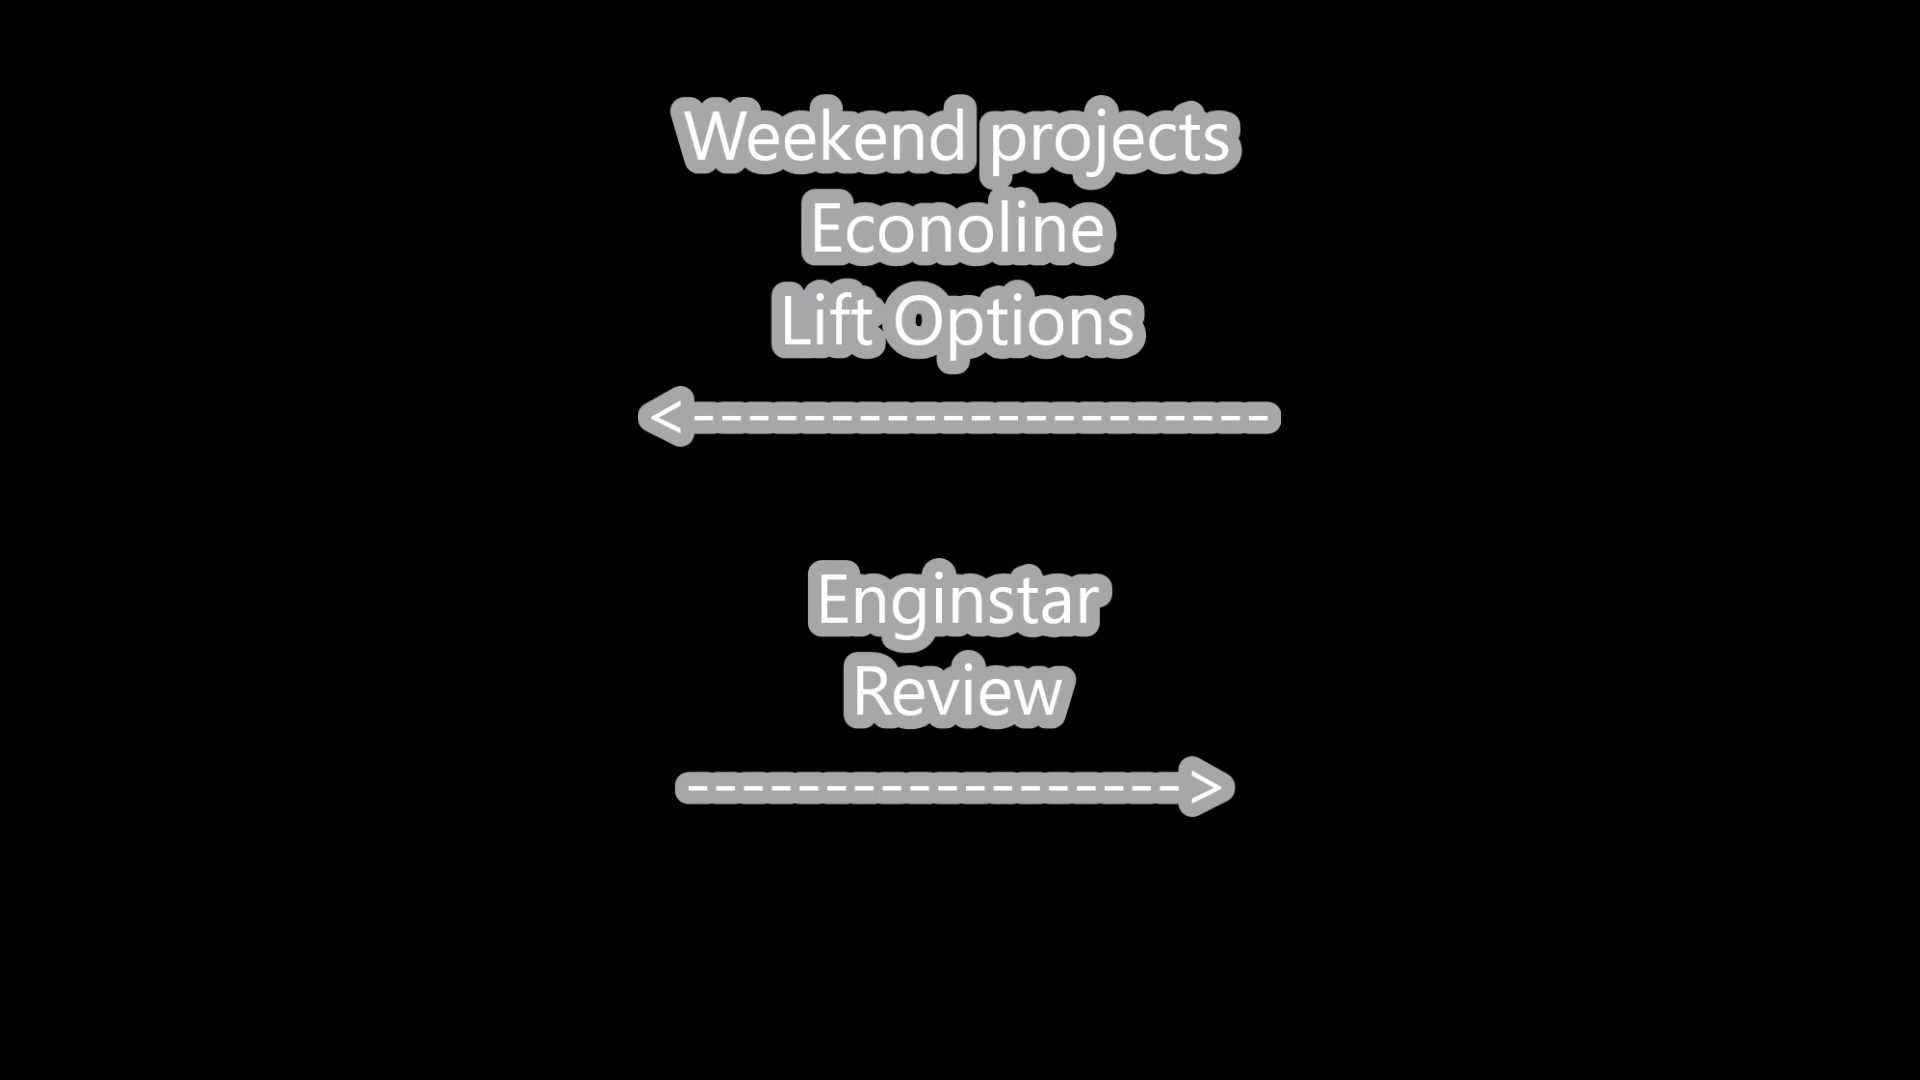 Weekend projects
Econoline
Lift Options
<---------------------
Enginstar
Review
------------------>